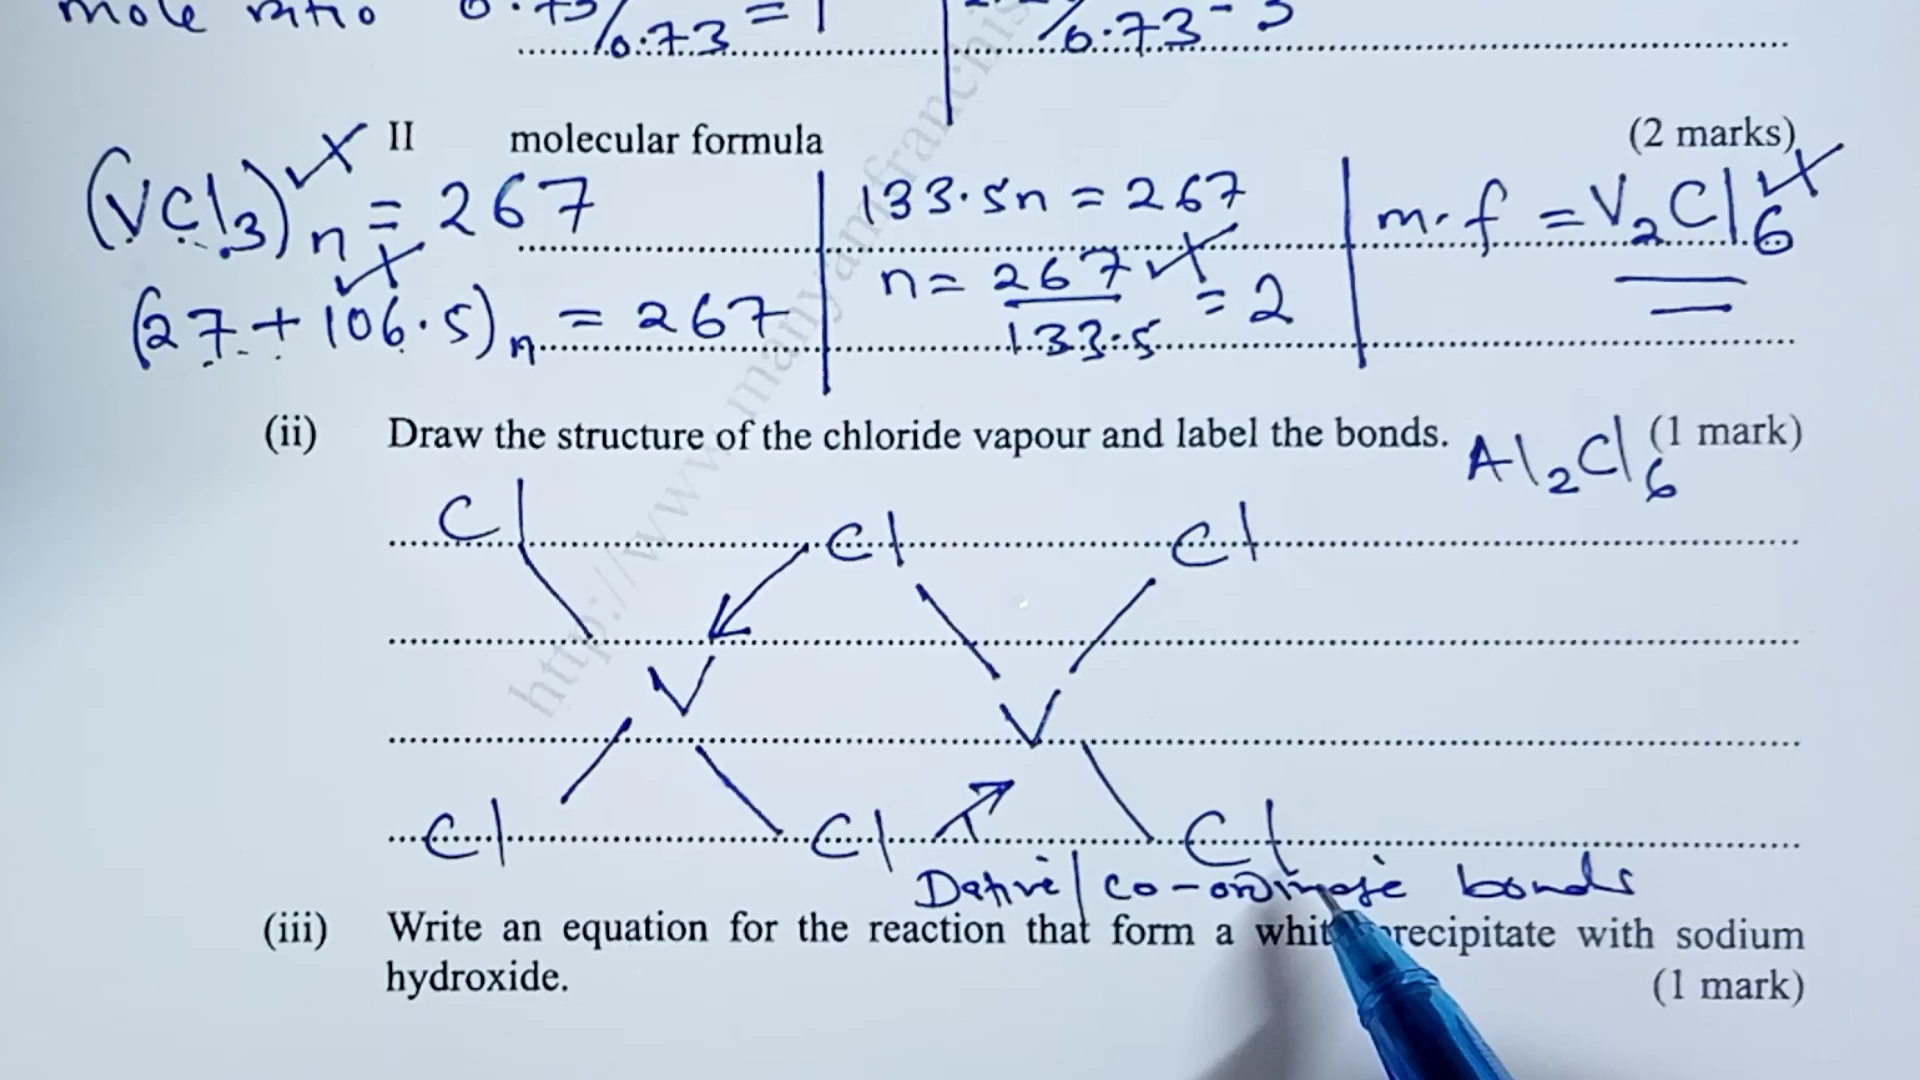 mole ratio 0.73/0.73 = 1 /0.73 = 3
II molecular formula (2 marks)
(VCl3)n = 267
(27 + 106.5)n = 267
133.5n = 267
n = 267/133.5 = 2
m.f = V2Cl6
(ii) Draw the structure of the chloride vapour and label the bonds. (1 mark)
Al2Cl6
Cl Cl Cl
V V
Cl Cl Cl
Dative/co-ordinate bonds
(iii) Write an equation for the reaction that form a white precipitate with sodium
hydroxide. (1 mark)